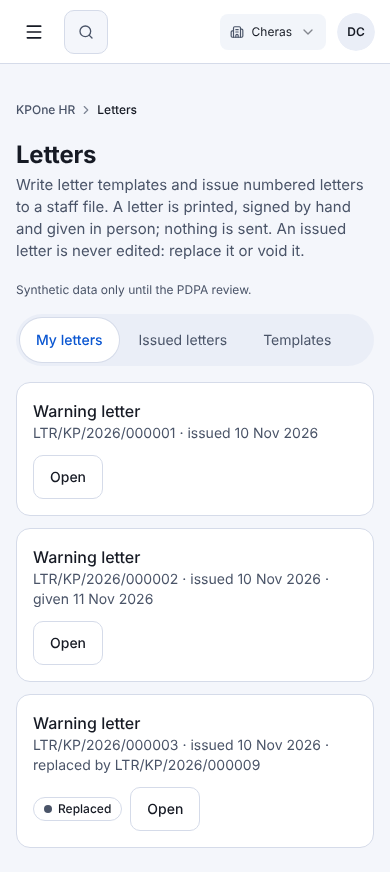 Cheras
DC
KPOne HR > Letters
Letters
Write letter templates and issue numbered letters
to a staff file. A letter is printed, signed by hand
and given in person; nothing is sent. An issued
letter is never edited: replace it or void it.
Synthetic data only until the PDPA review.
My letters Issued letters Templates
Warning letter
LTR/KP/2026/000001 · issued 10 Nov 2026
Open
Warning letter
LTR/KP/2026/000002 · issued 10 Nov 2026 ·
given 11 Nov 2026
Open
Warning letter
LTR/KP/2026/000003 · issued 10 Nov 2026 ·
replaced by LTR/KP/2026/000009
Replaced Open